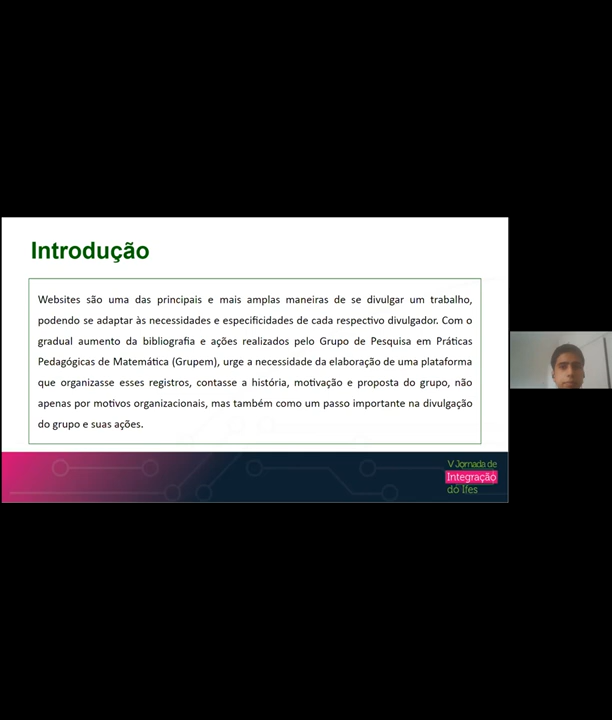 Introdução
Websites são uma das principais e mais amplas maneiras de se divulgar um trabalho,
podendo se adaptar às necessidades e especificidades de cada respectivo divulgador. Com o
gradual aumento da bibliografia e ações realizados pelo Grupo de Pesquisa em Práticas
Pedagógicas de Matemática (Grupem), urge a necessidade da elaboração de uma plataforma
que organizasse esses registros, contasse a história, motivação e proposta do grupo, não
apenas por motivos organizacionais, mas também como um passo importante na divulgação
do grupo e suas ações.
V Jornada de
Integração
do Ifes